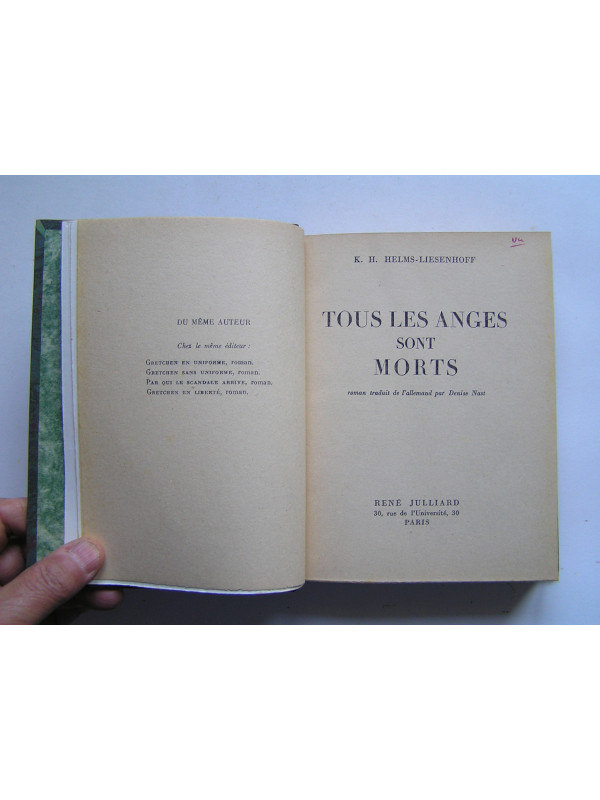 DU MÊME AUTEUR
Chez le même éditeur :
GRETCHEN EN UNIFORME, roman.
GRETCHEN SANS UNIFORME, roman.
PAR QUI LE SCANDALE ARRIVE, roman.
GRETCHEN EN LIBERTÉ, roman.
K. H. HELMS-LIESENHOFF
TOUS LES ANGES
SONT
MORTS
roman traduit de l'allemand par Denise Nast
RENÉ JULLIARD
30, rue de l'Université, 30
PARIS